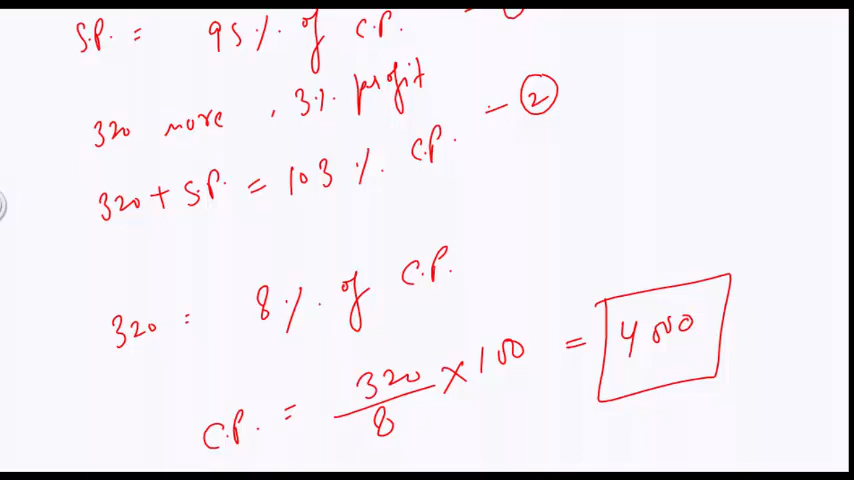 S.P. = 95 % of C.P. -
320 more , 3% profit - 2
320 + S.P. = 103 % C.P.
320 = 8 % of C.P.
C.P. = 320/8 × 100 = 4000